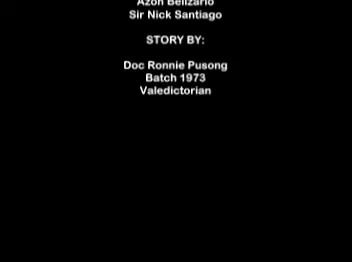 Azon Belizario
Sir Nick Santiago
STORY BY:
Doc Ronnie Pusong
Batch 1973
Valedictorian